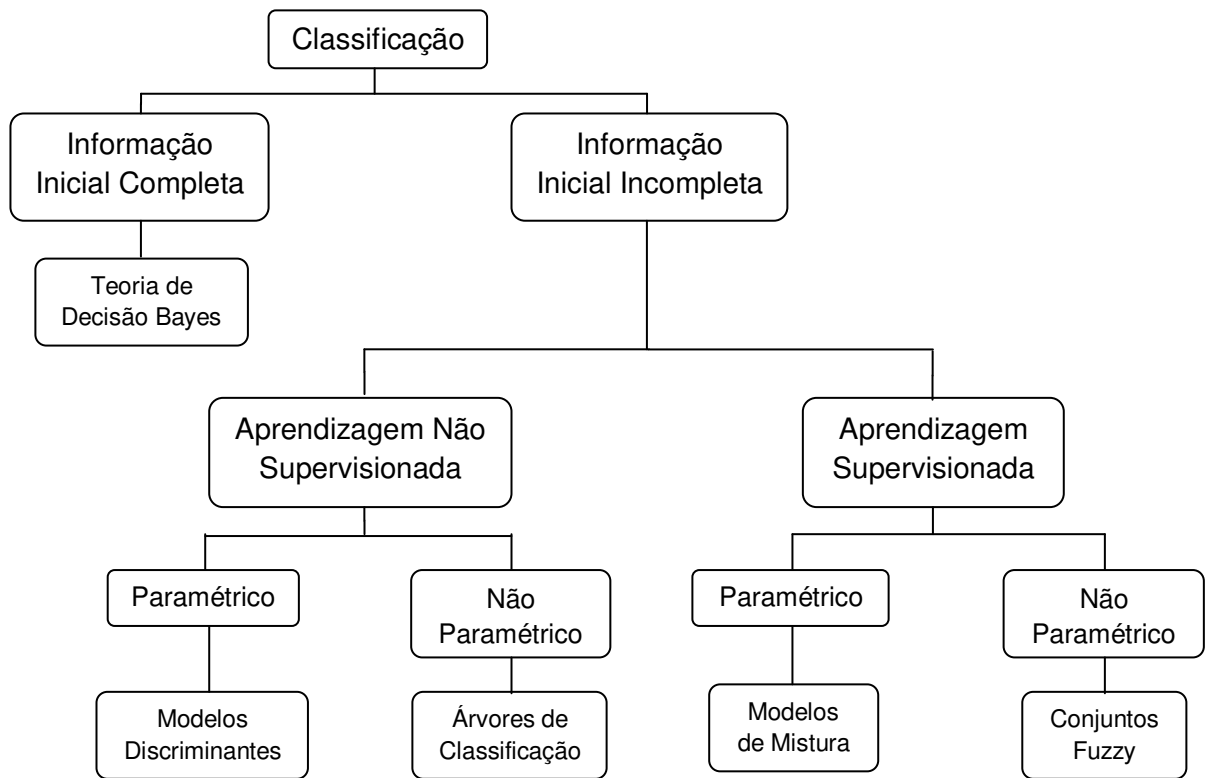 Classificação
Informação
Inicial Completa
Informação
Inicial Incompleta
Teoria de
Decisão Bayes
Aprendizagem Não
Supervisionada
Aprendizagem
Supervisionada
Paramétrico
Não
Paramétrico
Paramétrico
Não
Paramétrico
Modelos
Discriminantes
Árvores de
Classificação
Modelos
de Mistura
Conjuntos
Fuzzy